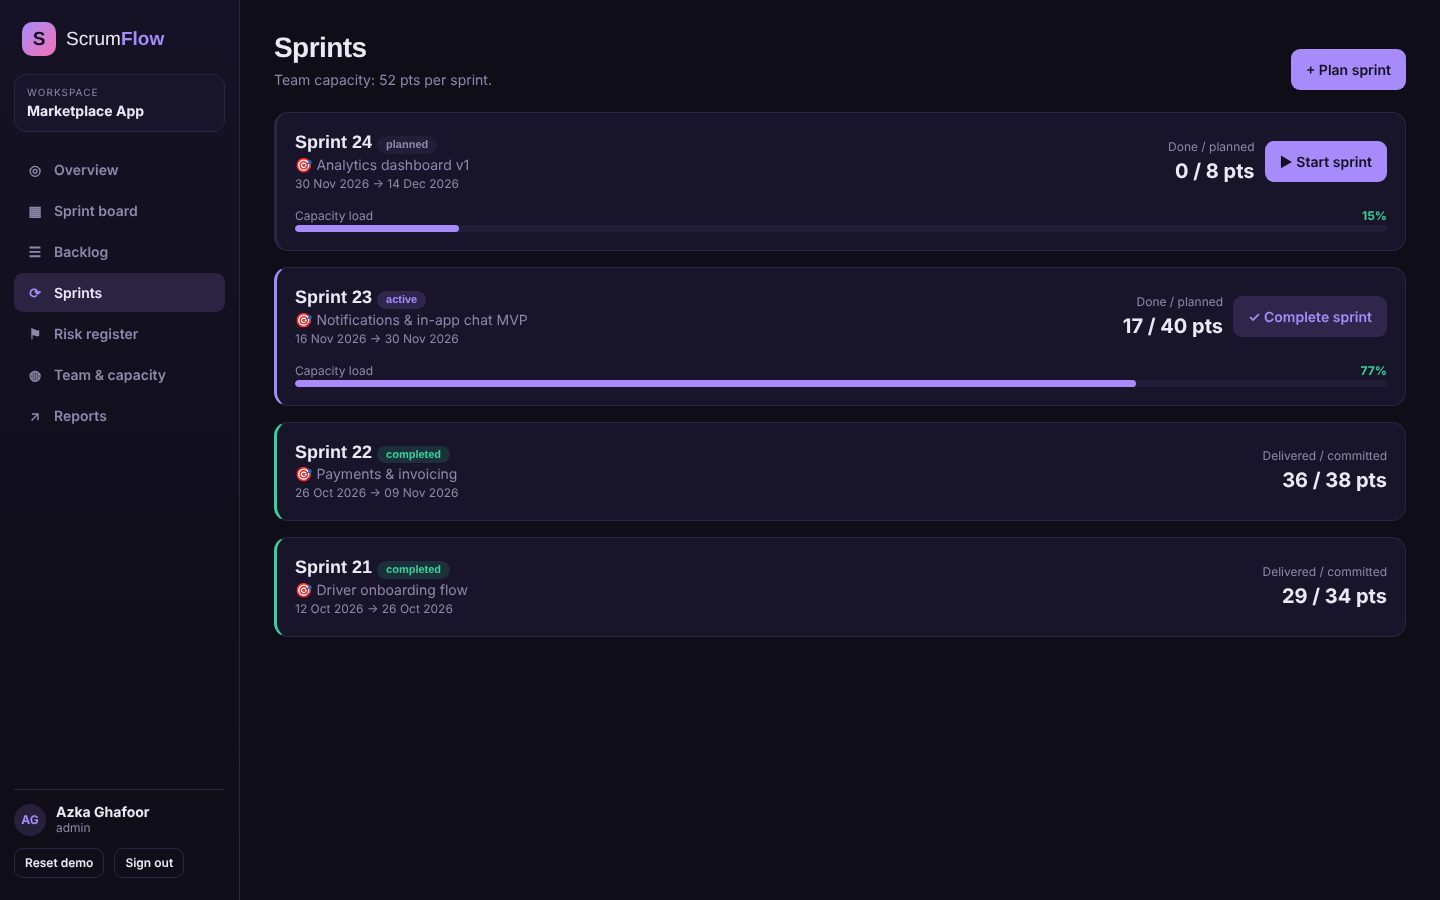 S ScrumFlow
WORKSPACE
Marketplace App
Overview
Sprint board
Backlog
Sprints
Risk register
Team & capacity
Reports
AG
Azka Ghafoor
admin
Reset demo
Sign out
Sprints
Team capacity: 52 pts per sprint.
+ Plan sprint
Sprint 24 planned
🎯 Analytics dashboard v1
30 Nov 2026 → 14 Dec 2026
Done / planned
0 / 8 pts
▶ Start sprint
Capacity load 15%
Sprint 23 active
🎯 Notifications & in-app chat MVP
16 Nov 2026 → 30 Nov 2026
Done / planned
17 / 40 pts
✓ Complete sprint
Capacity load 77%
Sprint 22 completed
🎯 Payments & invoicing
26 Oct 2026 → 09 Nov 2026
Delivered / committed
36 / 38 pts
Sprint 21 completed
🎯 Driver onboarding flow
12 Oct 2026 → 26 Oct 2026
Delivered / committed
29 / 34 pts